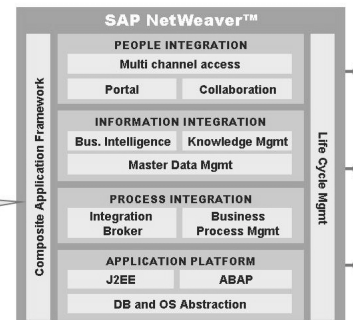 SAP NetWeaver™
Composite Application Framework
PEOPLE INTEGRATION
Multi channel access
Portal
Collaboration
INFORMATION INTEGRATION
Bus. Intelligence
Knowledge Mgmt
Master Data Mgmt
PROCESS INTEGRATION
Integration
Broker
Business
Process Mgmt
APPLICATION PLATFORM
J2EE
ABAP
DB and OS Abstraction
Life Cycle Mgmt